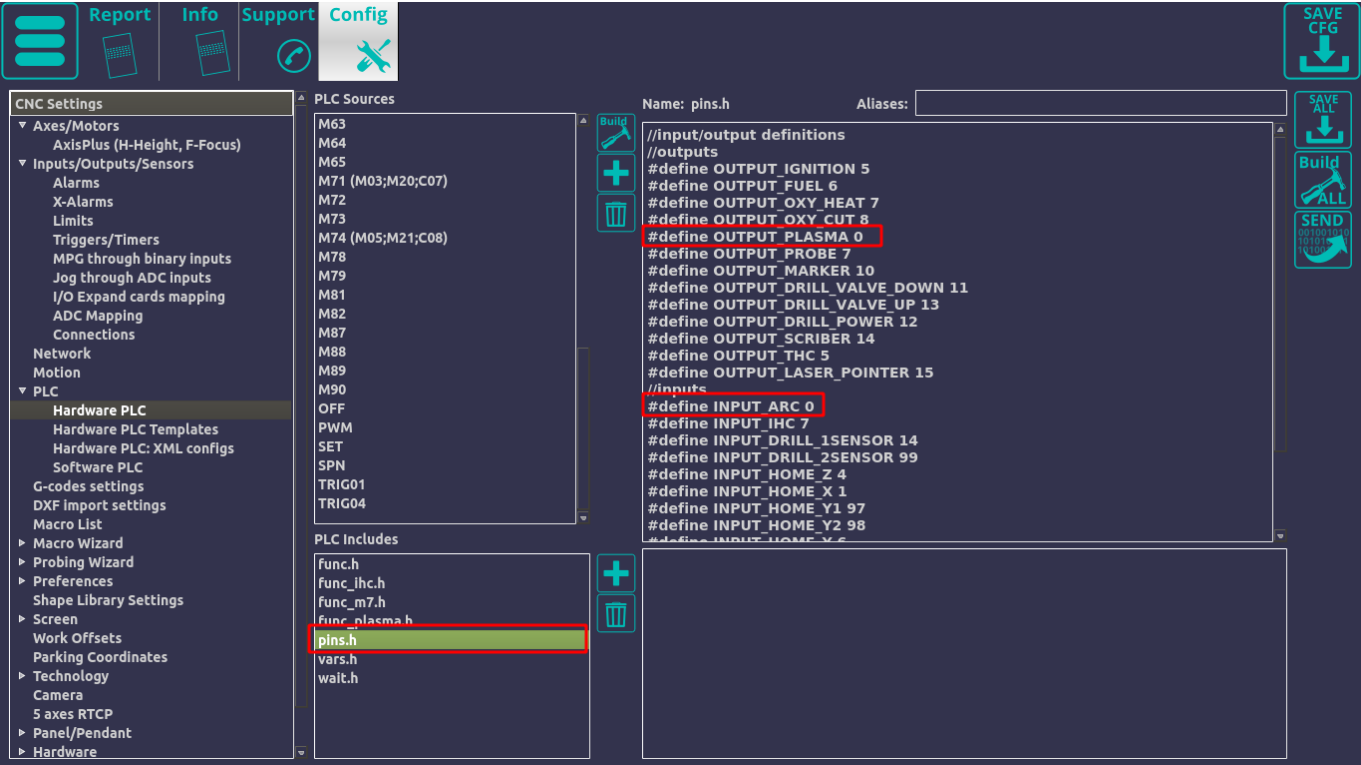 Report
Info
Support
Config
SAVE
CFG
CNC Settings
Axes/Motors
AxisPlus (H-Height, F-Focus)
Inputs/Outputs/Sensors
Alarms
X-Alarms
Limits
Triggers/Timers
MPG through binary inputs
Jog through ADC inputs
I/O Expand cards mapping
ADC Mapping
Connections
Network
Motion
PLC
Hardware PLC
Hardware PLC Templates
Hardware PLC: XML configs
Software PLC
G-codes settings
DXF import settings
Macro List
Macro Wizard
Probing Wizard
Preferences
Shape Library Settings
Screen
Work Offsets
Parking Coordinates
Technology
Camera
5 axes RTCP
Panel/Pendant
Hardware
PLC Sources
M63
M64
M65
M71 (M03;M20;C07)
M72
M73
M74 (M05;M21;C08)
M78
M79
M81
M82
M87
M88
M89
M90
OFF
PWM
SET
SPN
TRIG01
TRIG04
Build
PLC Includes
func.h
func_ihc.h
func_m7.h
func_plasma.h
pins.h
vars.h
wait.h
Name: pins.h
Aliases:
//input/output definitions
//outputs
#define OUTPUT_IGNITION 5
#define OUTPUT_FUEL 6
#define OUTPUT_OXY_HEAT 7
#define OUTPUT_OXY_CUT 8
#define OUTPUT_PLASMA 0
#define OUTPUT_PROBE 7
#define OUTPUT_MARKER 10
#define OUTPUT_DRILL_VALVE_DOWN 11
#define OUTPUT_DRILL_VALVE_UP 13
#define OUTPUT_DRILL_POWER 12
#define OUTPUT_SCRIBER 14
#define OUTPUT_THC 5
#define OUTPUT_LASER_POINTER 15
//inputs
#define INPUT_ARC 0
#define INPUT_IHC 7
#define INPUT_DRILL_1SENSOR 14
#define INPUT_DRILL_2SENSOR 99
#define INPUT_HOME_Z 4
#define INPUT_HOME_X 1
#define INPUT_HOME_Y1 97
#define INPUT_HOME_Y2 98
SAVE
ALL
Build
ALL
SEND